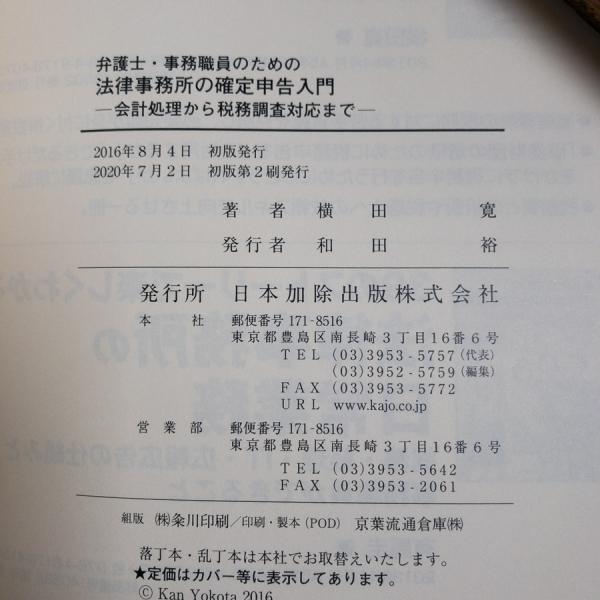 弁護士・事務職員のための
法律事務所の確定申告入門
―会計処理から税務調査対応まで―
2016年8月4日 初版発行
2020年7月2日 初版第2刷発行
著者 横田 寛
発行者 和田 裕
発行所 日本加除出版株式会社
本社 郵便番号171-8516
東京都豊島区南長崎3丁目16番6号
TEL (03)3953-5757(代表)
(03)3952-5759(編集)
FAX (03)3953-5772
URL www.kajo.co.jp
営業部 郵便番号171-8516
東京都豊島区南長崎3丁目16番6号
TEL (03)3953-5642
FAX (03)3953-2061
組版 ㈱粂川印刷/印刷・製本(POD) 京葉流通倉庫㈱
落丁本・乱丁本は本社でお取替えいたします。
★定価はカバー等に表示してあります。
© Kan Yokota 2016